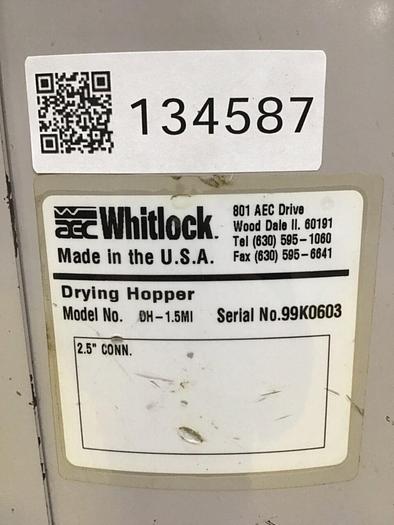 134587
AEC Whitlock.
801 AEC Drive
Wood Dale Il. 60191
Tel (630) 595-1060
Fax (630) 595-6641
Made in the U.S.A.
Drying Hopper
Model No. DH-1.5MI Serial No.99K0603
2.5" CONN.